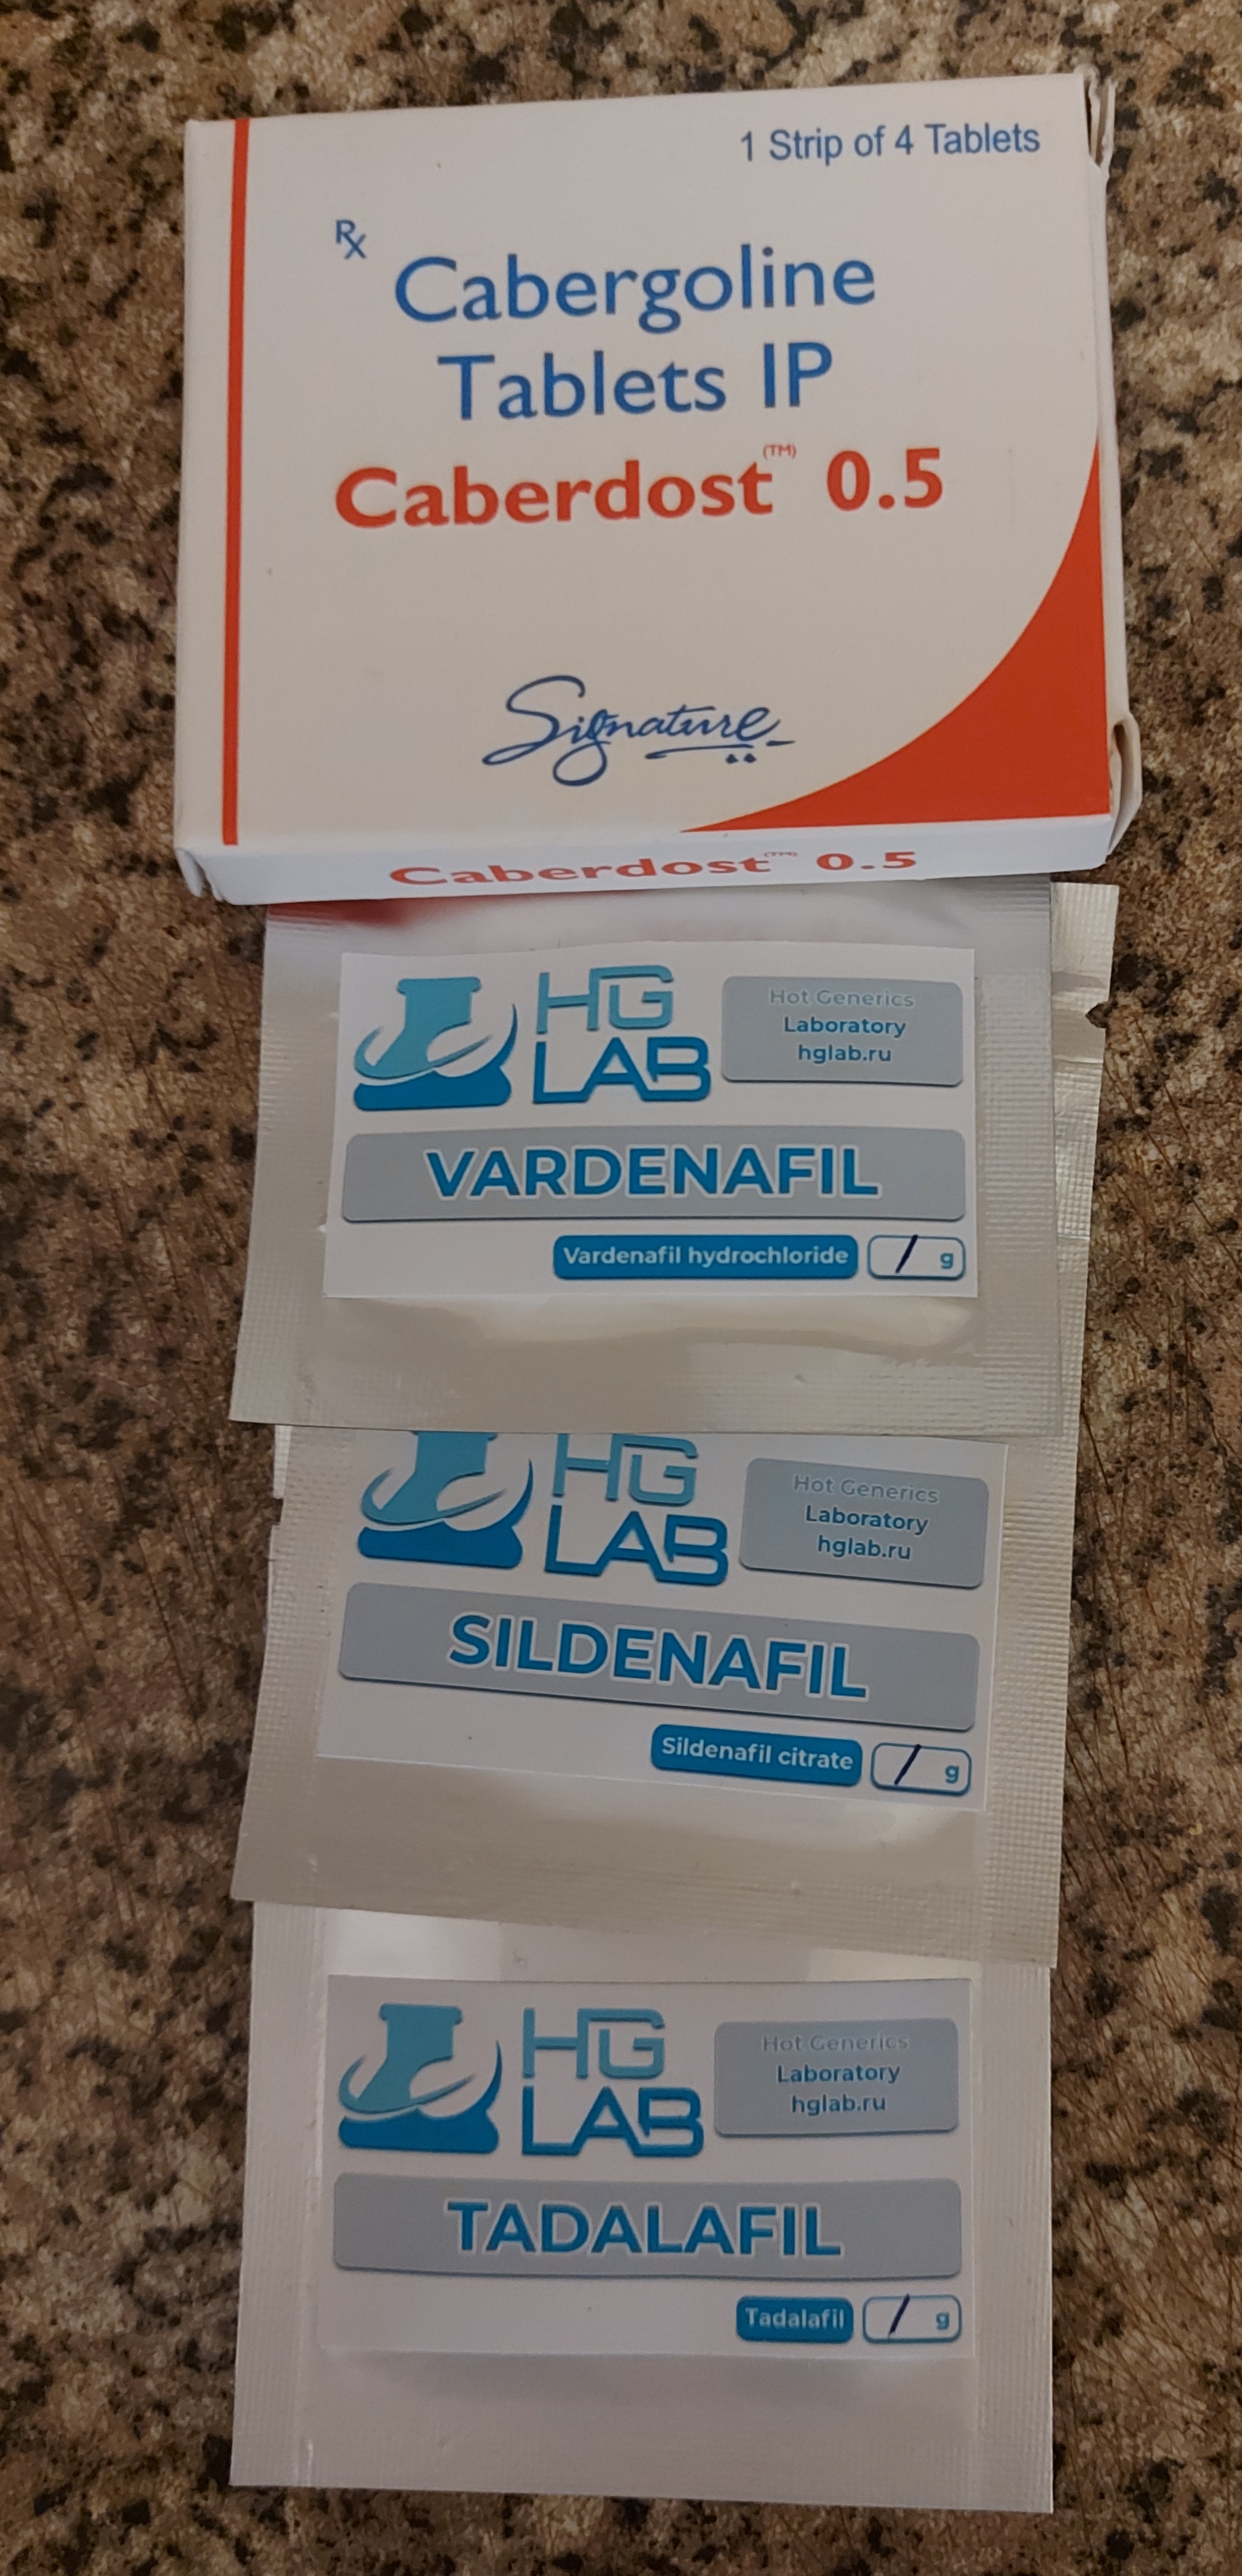 1 Strip of 4 Tablets
Rx
Cabergoline
Tablets IP
Caberdost (TM) 0.5
Signature
Caberdost (TM) 0.5
HG
LAB
Hot Generics
Laboratory
hglab.ru
VARDENAFIL
Vardenafil hydrochloride / g
HG
LAB
Hot Generics
Laboratory
hglab.ru
SILDENAFIL
Sildenafil citrate / g
HG
LAB
Hot Generics
Laboratory
hglab.ru
TADALAFIL
Tadalafil / g